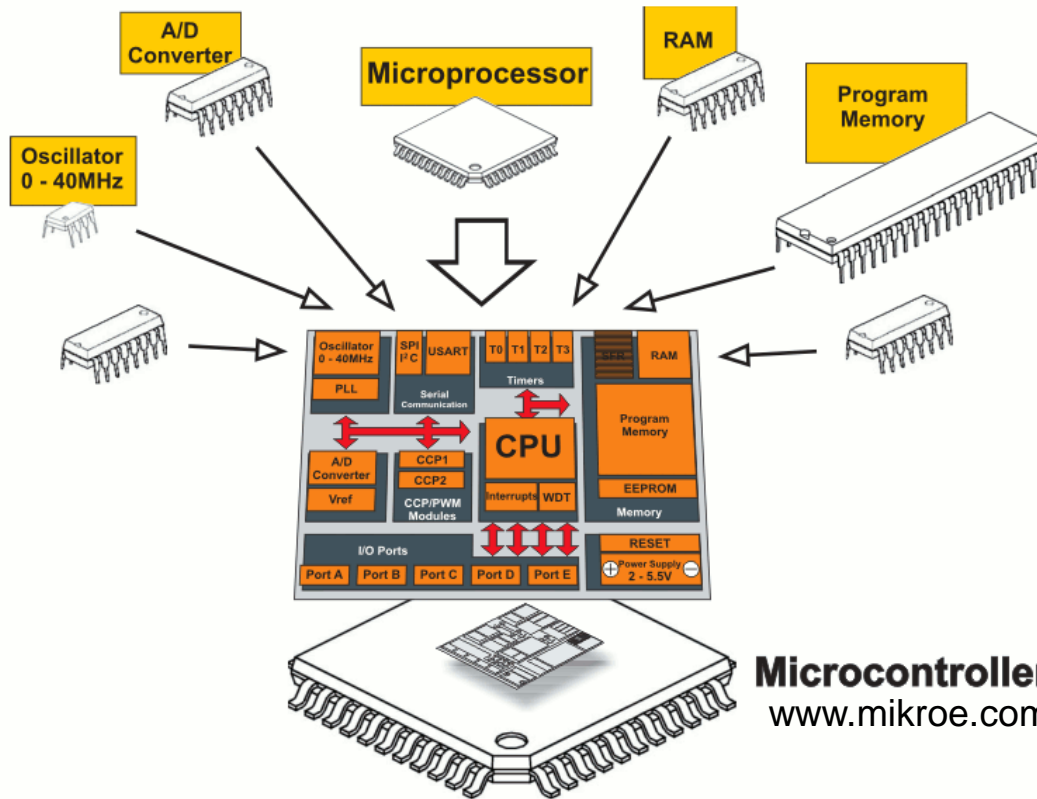 A/D
Converter
Microprocessor
RAM
Program
Memory
Oscillator
0 - 40MHz
Oscillator
0 - 40MHz
PLL
SPI
I²C
USART
Serial
Communication
T0
T1
T2
T3
Timers
SFR
RAM
Program
Memory
EEPROM
Memory
CPU
Interrupts
WDT
A/D
Converter
Vref
CCP1
CCP2
CCP/PWM
Modules
I/O Ports
Port A
Port B
Port C
Port D
Port E
RESET
+
Power Supply
2 - 5.5V
−
Microcontroller
www.mikroe.com